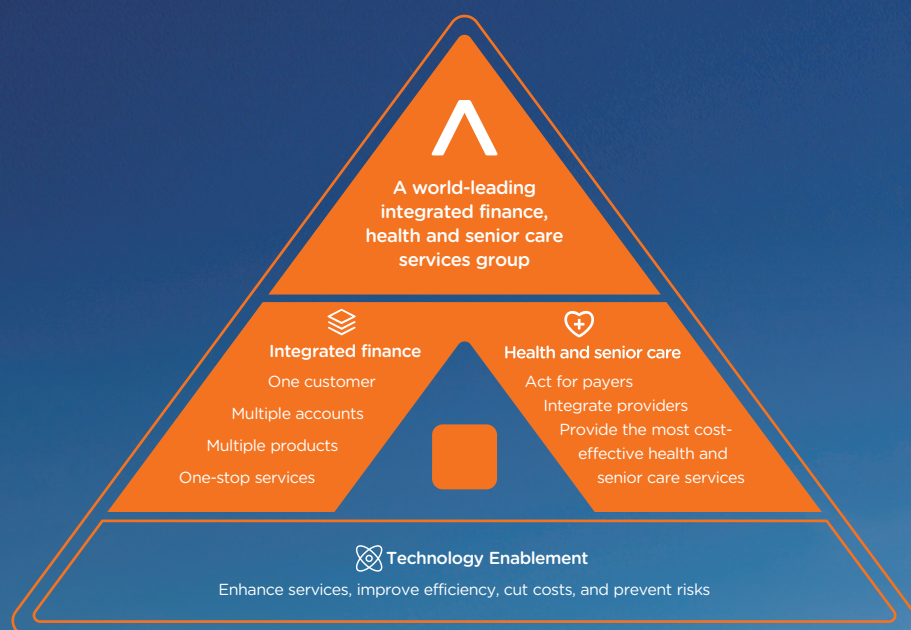 A world-leading
integrated finance,
health and senior care
services group
Integrated finance
One customer
Multiple accounts
Multiple products
One-stop services
Health and senior care
Act for payers
Integrate providers
Provide the most cost-
effective health and
senior care services
Technology Enablement
Enhance services, improve efficiency, cut costs, and prevent risks